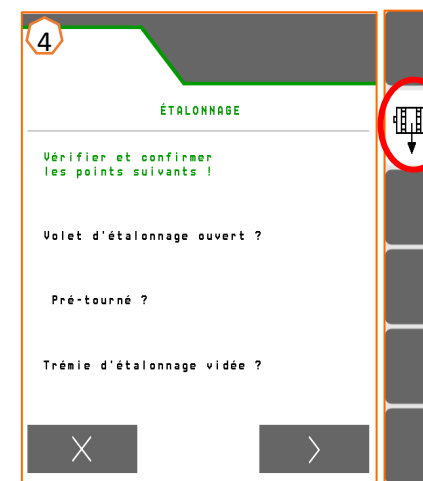 4
ÉTALONNAGE
Vérifier et confirmer
les points suivants !
Volet d'étalonnage ouvert ?
Pré-tourné ?
Trémie d'étalonnage vidée ?